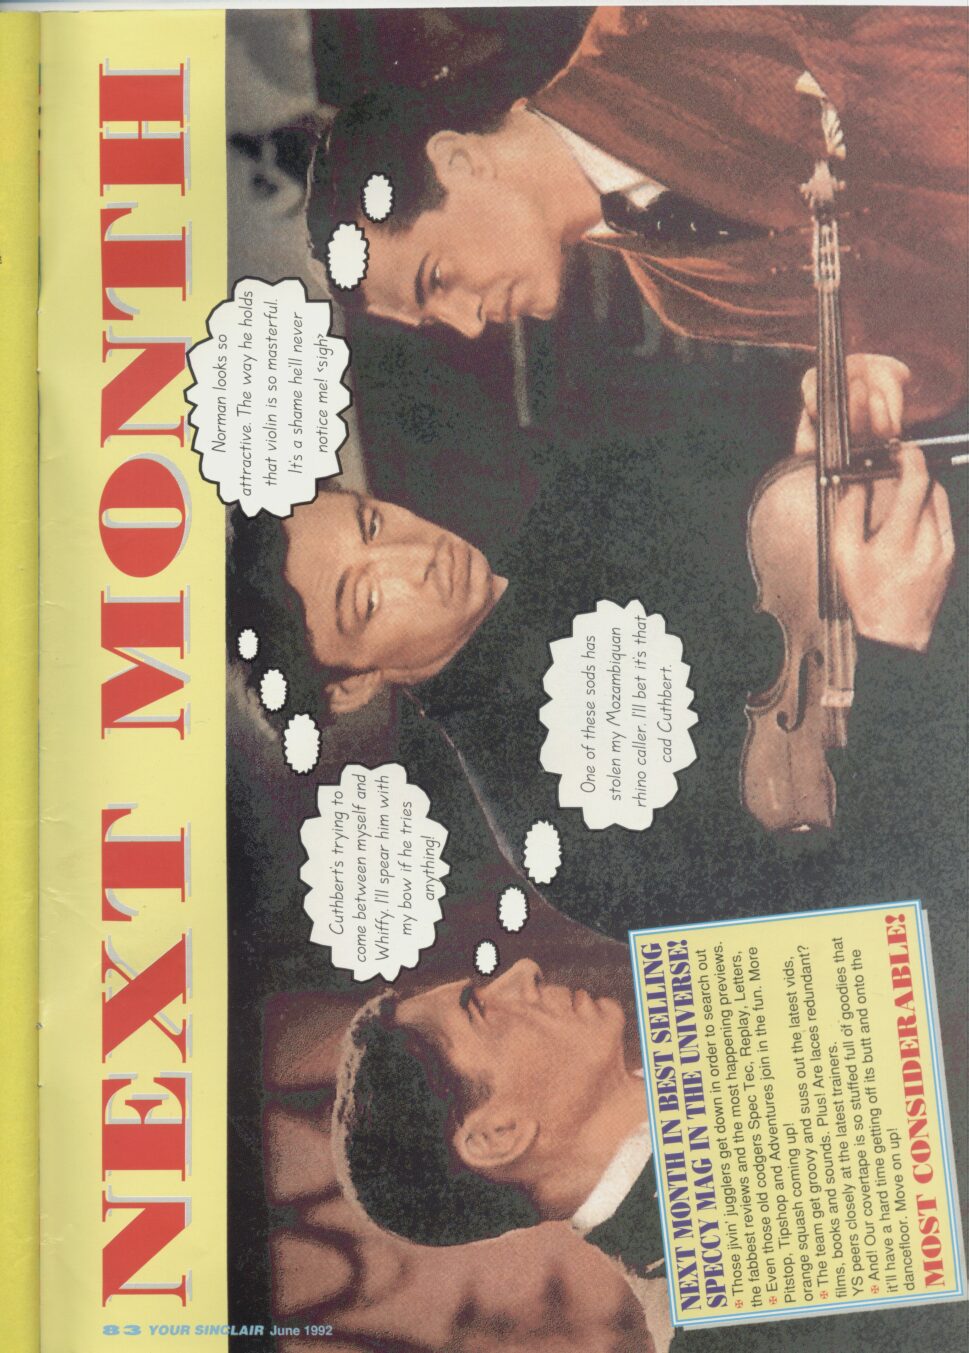 NEXT MONTH
Cuthbert's trying to
come between myself and
Whiffy. I'll spear him with
my bow if he tries
anything!
Norman looks so
attractive. The way he holds
that violin is so masterful.
It's a shame he'll never
notice me! <sigh>
One of these sods has
stolen my Mozambiquan
rhino caller. I'll bet it's that
cad Cuthbert.
NEXT MONTH IN BEST SELLING
SPECCY MAG IN THE UNIVERSE!
✠ Those jivin' jugglers get down in order to search out
the fabbest reviews and the most happening previews.
✠ Even those old codgers Spec Tec, Replay, Letters,
Pitstop, Tipshop and Adventures join in the fun. More
orange squash coming up!
✠ The team get groovy and suss out the latest vids,
films, books and sounds. Plus! Are laces redundant?
YS peers closely at the latest trainers.
✠ And! Our covertape is so stuffed full of goodies that
it'll have a hard time getting off its butt and onto the
dancefloor. Move on up!
MOST CONSIDERABLE!
83 YOUR SINCLAIR June 1992